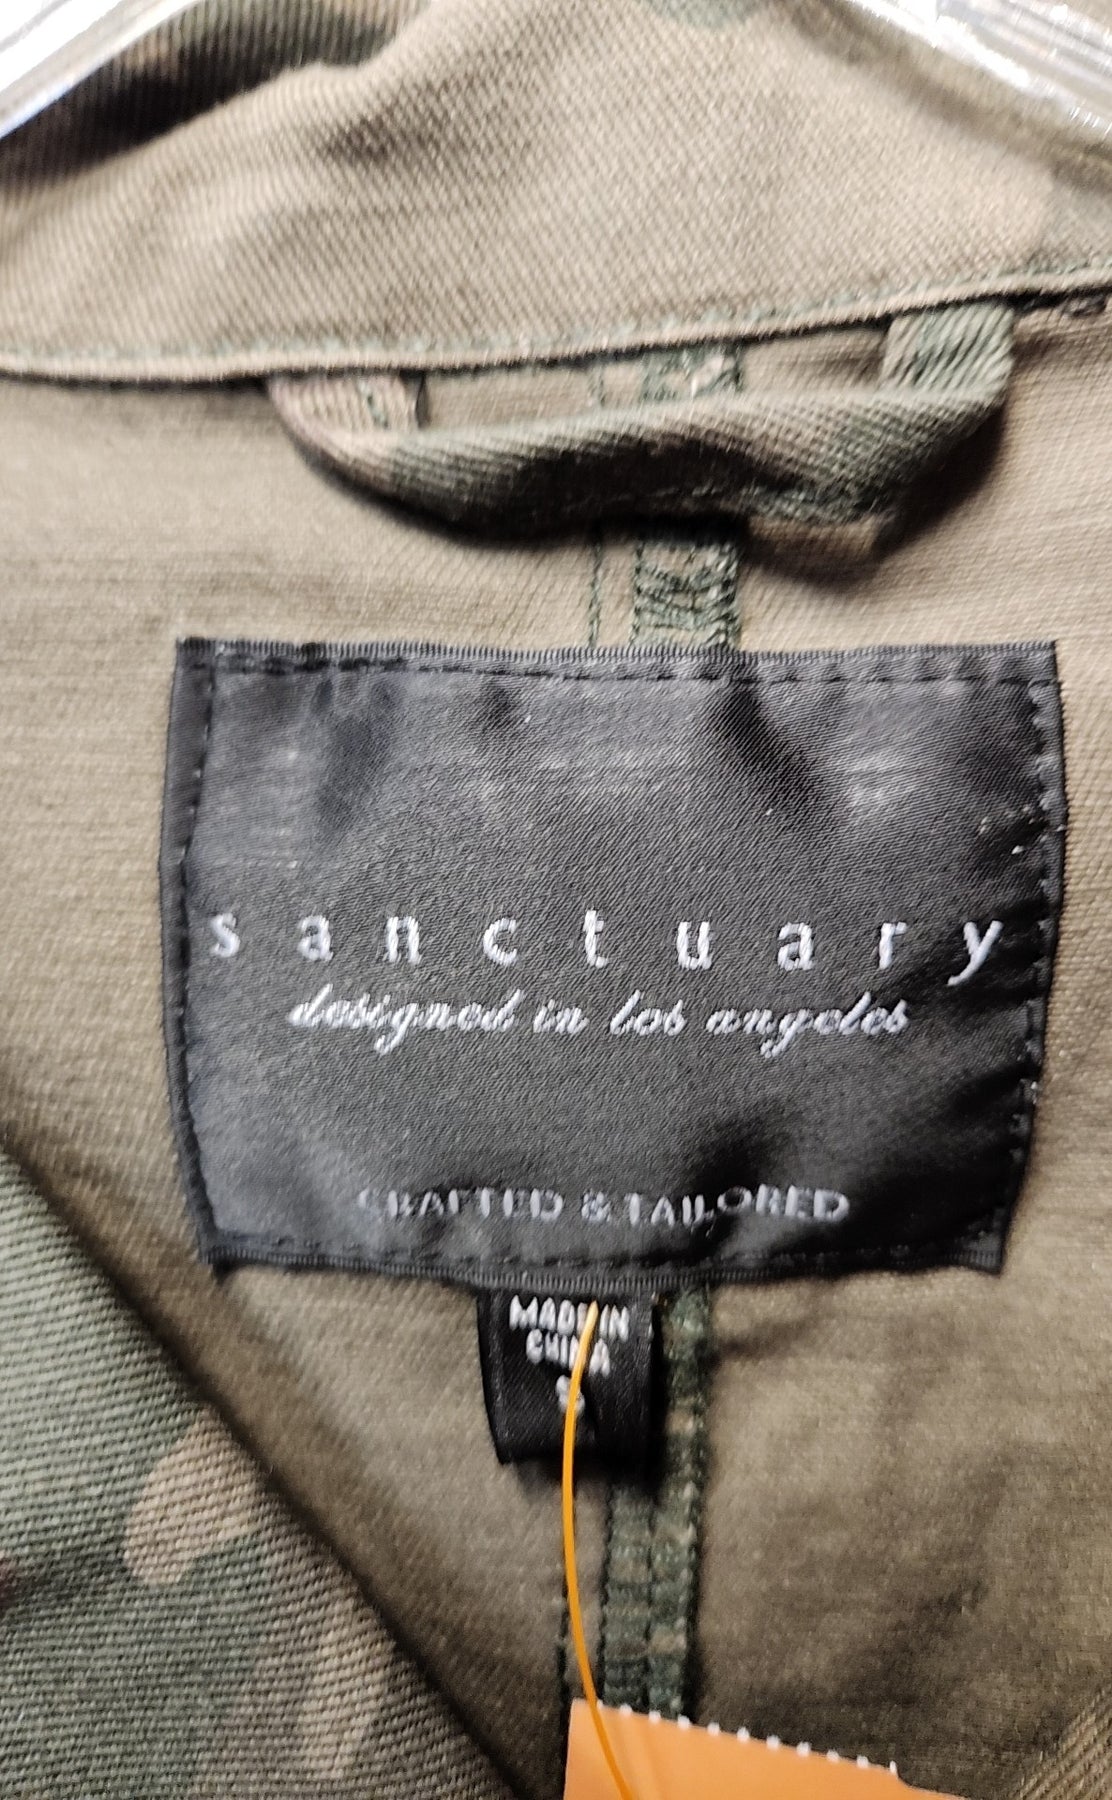 sanctuary
designed in los angeles
CRAFTED & TAILORED
MADE IN
CHINA
S